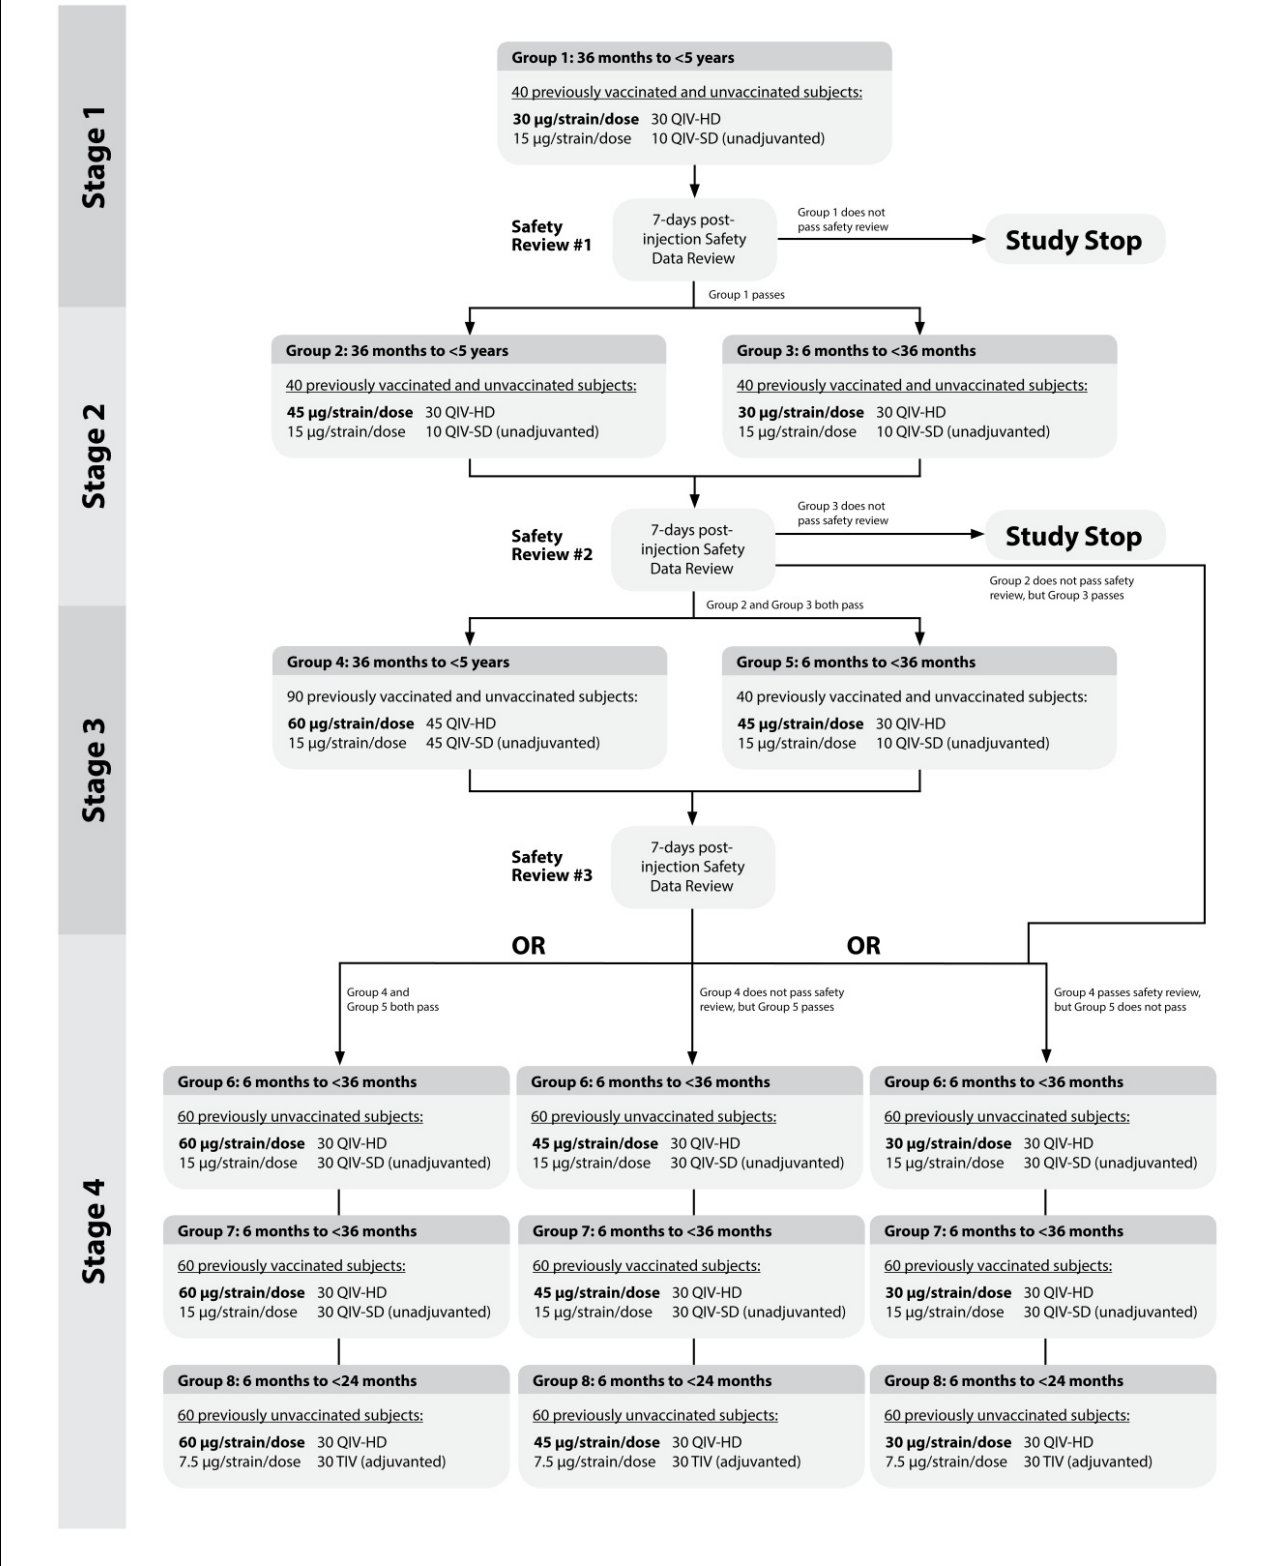 Stage 1
Group 1: 36 months to <5 years
40 previously vaccinated and unvaccinated subjects:
30 µg/strain/dose 30 QIV-HD
15 µg/strain/dose 10 QIV-SD (unadjuvanted)
Safety
Review #1
7-days post-
injection Safety
Data Review
Group 1 does not
pass safety review
Study Stop
Group 1 passes
Stage 2
Group 2: 36 months to <5 years
40 previously vaccinated and unvaccinated subjects:
45 µg/strain/dose 30 QIV-HD
15 µg/strain/dose 10 QIV-SD (unadjuvanted)
Group 3: 6 months to <36 months
40 previously vaccinated and unvaccinated subjects:
30 µg/strain/dose 30 QIV-HD
15 µg/strain/dose 10 QIV-SD (unadjuvanted)
Safety
Review #2
7-days post-
injection Safety
Data Review
Group 3 does not
pass safety review
Study Stop
Group 2 does not pass safety
review, but Group 3 passes
Group 2 and Group 3 both pass
Stage 3
Group 4: 36 months to <5 years
90 previously vaccinated and unvaccinated subjects:
60 µg/strain/dose 45 QIV-HD
15 µg/strain/dose 45 QIV-SD (unadjuvanted)
Group 5: 6 months to <36 months
40 previously vaccinated and unvaccinated subjects:
45 µg/strain/dose 30 QIV-HD
15 µg/strain/dose 10 QIV-SD (unadjuvanted)
Safety
Review #3
7-days post-
injection Safety
Data Review
OR
OR
Stage 4
Group 4 and
Group 5 both pass
Group 4 does not pass safety
review, but Group 5 passes
Group 4 passes safety review,
but Group 5 does not pass
Group 6: 6 months to <36 months
60 previously unvaccinated subjects:
60 µg/strain/dose 30 QIV-HD
15 µg/strain/dose 30 QIV-SD (unadjuvanted)
Group 6: 6 months to <36 months
60 previously unvaccinated subjects:
45 µg/strain/dose 30 QIV-HD
15 µg/strain/dose 30 QIV-SD (unadjuvanted)
Group 6: 6 months to <36 months
60 previously unvaccinated subjects:
30 µg/strain/dose 30 QIV-HD
15 µg/strain/dose 30 QIV-SD (unadjuvanted)
Group 7: 6 months to <36 months
60 previously vaccinated subjects:
60 µg/strain/dose 30 QIV-HD
15 µg/strain/dose 30 QIV-SD (unadjuvanted)
Group 7: 6 months to <36 months
60 previously vaccinated subjects:
45 µg/strain/dose 30 QIV-HD
15 µg/strain/dose 30 QIV-SD (unadjuvanted)
Group 7: 6 months to <36 months
60 previously vaccinated subjects:
30 µg/strain/dose 30 QIV-HD
15 µg/strain/dose 30 QIV-SD (unadjuvanted)
Group 8: 6 months to <24 months
60 previously unvaccinated subjects:
60 µg/strain/dose 30 QIV-HD
7.5 µg/strain/dose 30 TIV (adjuvanted)
Group 8: 6 months to <24 months
60 previously unvaccinated subjects:
45 µg/strain/dose 30 QIV-HD
7.5 µg/strain/dose 30 TIV (adjuvanted)
Group 8: 6 months to <24 months
60 previously unvaccinated subjects:
30 µg/strain/dose 30 QIV-HD
7.5 µg/strain/dose 30 TIV (adjuvanted)